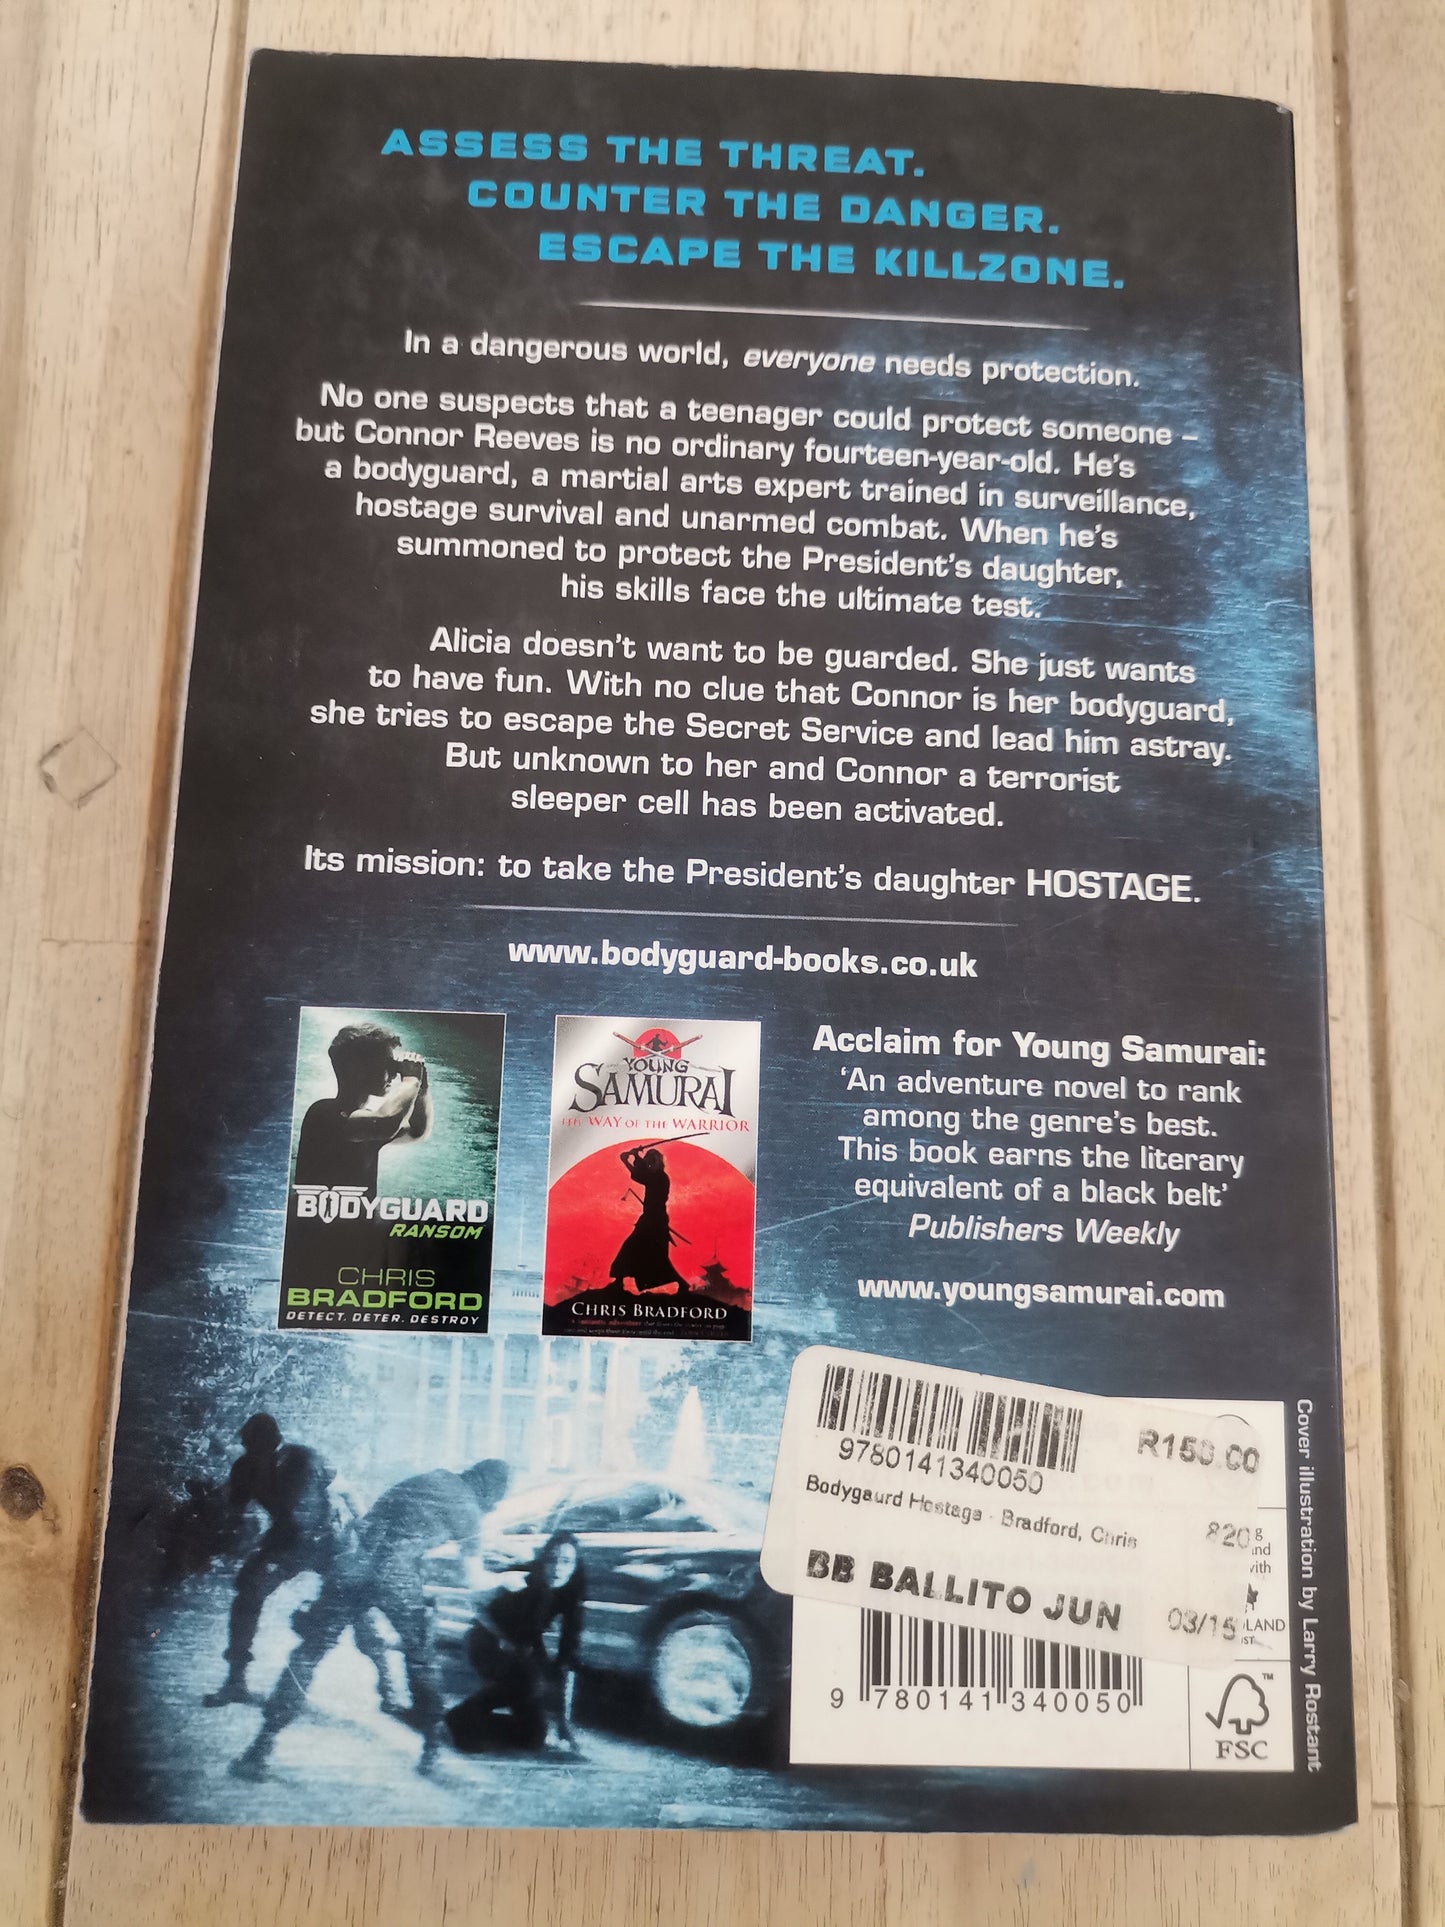 ASSESS THE THREAT.
COUNTER THE DANGER.
ESCAPE THE KILLZONE.
In a dangerous world, everyone needs protection.
No one suspects that a teenager could protect someone –
but Connor Reeves is no ordinary fourteen-year-old. He's
a bodyguard, a martial arts expert trained in surveillance,
hostage survival and unarmed combat. When he's
summoned to protect the President's daughter,
his skills face the ultimate test.
Alicia doesn't want to be guarded. She just wants
to have fun. With no clue that Connor is her bodyguard,
she tries to escape the Secret Service and lead him astray.
But unknown to her and Connor a terrorist
sleeper cell has been activated.
Its mission: to take the President's daughter HOSTAGE.
www.bodyguard-books.co.uk
BODYGUARD
RANSOM
CHRIS
BRADFORD
DETECT. DETER. DESTROY
YOUNG
SAMURAI
THE WAY OF THE WARRIOR
CHRIS BRADFORD
Acclaim for Young Samurai:
'An adventure novel to rank
among the genre's best.
This book earns the literary
equivalent of a black belt'
Publishers Weekly
www.youngsamurai.com
9780141340050
R150.00
Bodygaurd Hostage - Bradford, Chris
820
BB BALLITO JUN
03/15
LAND
9 780141 340050
FSC
Cover illustration by Larry Rostant